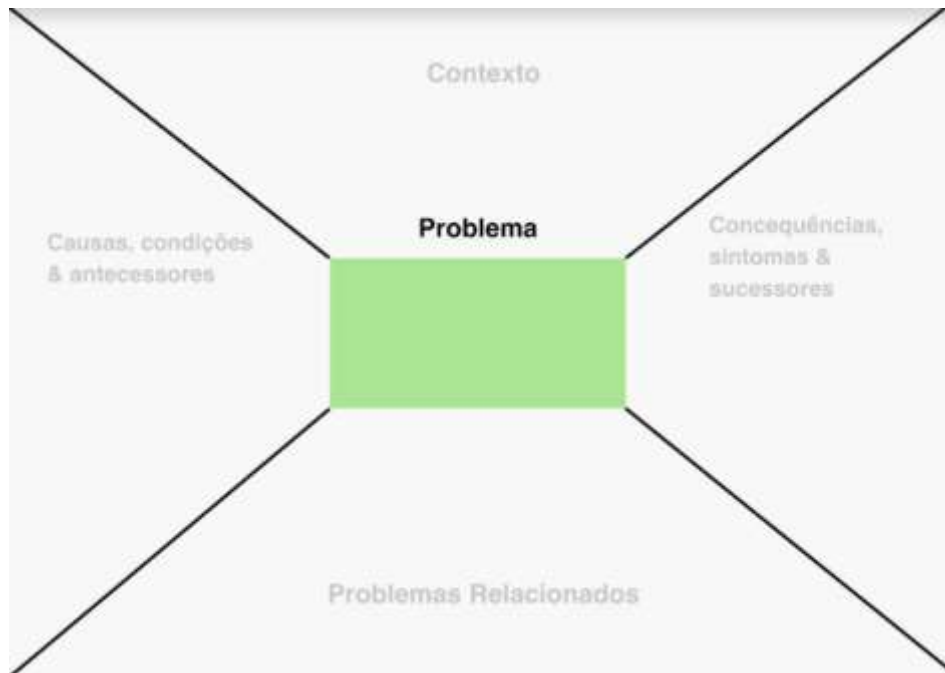 Contexto
Problema
Causas, condições
& antecessores
Concequências,
sintomas &
sucessores
Problemas Relacionados